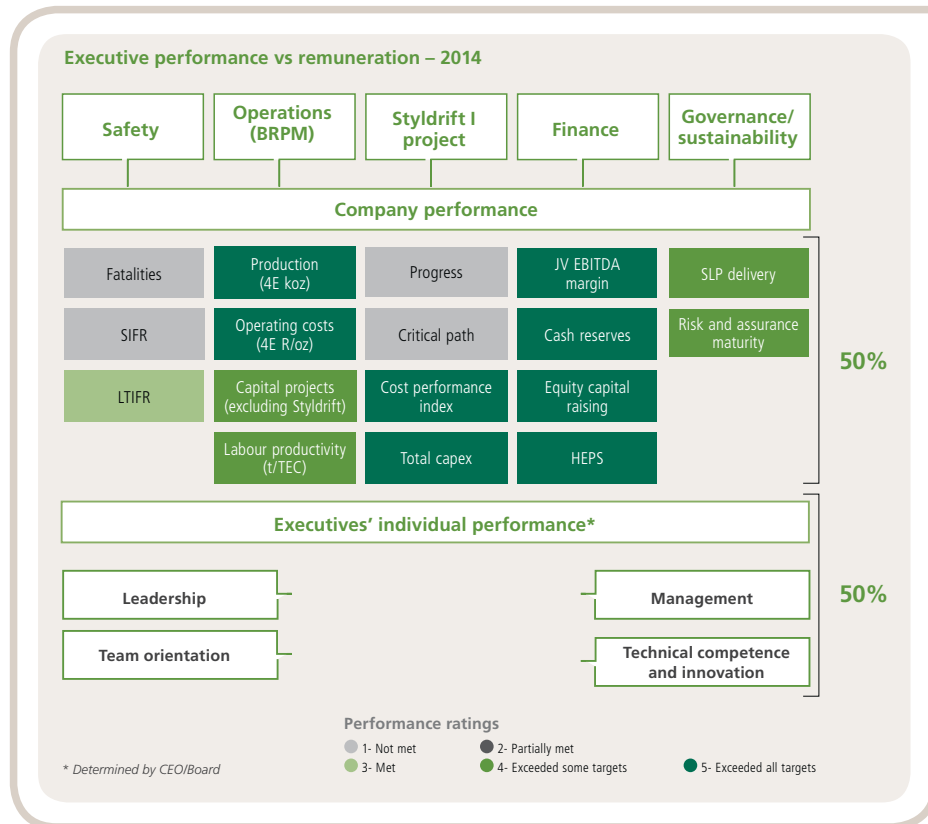 Executive performance vs remuneration – 2014
Safety
Operations
(BRPM)
Styldrift I
project
Finance
Governance/
sustainability
Company performance
Fatalities
Production
(4E koz)
Progress
JV EBITDA
margin
SLP delivery
SIFR
Operating costs
(4E R/oz)
Critical path
Cash reserves
Risk and assurance
maturity
50%
LTIFR
Capital projects
(excluding Styldrift)
Cost performance
index
Equity capital
raising
Labour productivity
(t/TEC)
Total capex
HEPS
Executives’ individual performance*
Leadership
Management
50%
Team orientation
Technical competence
and innovation
Performance ratings
1- Not met
2- Partially met
3- Met
4- Exceeded some targets
5- Exceeded all targets
* Determined by CEO/Board